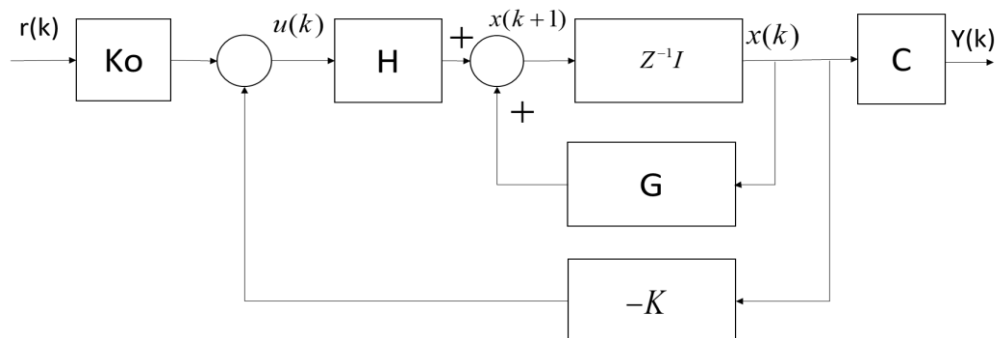 r(k)
Ko
u(k)
H
+
x(k+1)
+
Z⁻¹I
x(k)
C
Y(k)
G
−K